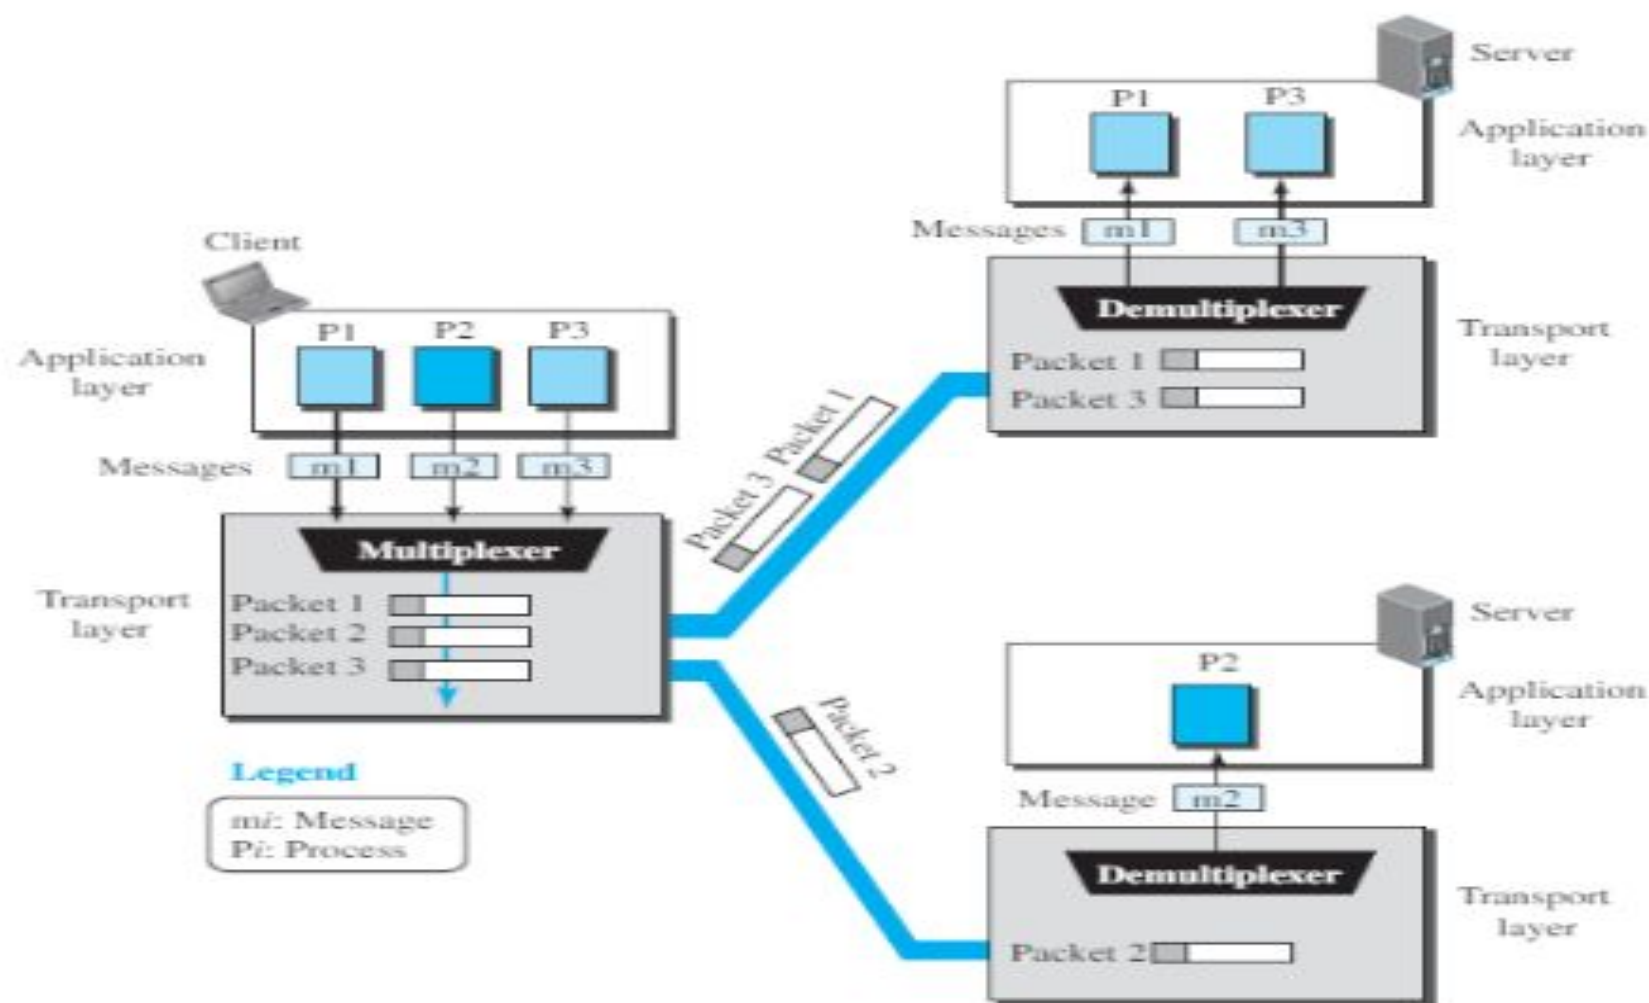 Server
P1 P3
Application
layer
Messages m1 m3
Demultiplexer
Packet 1
Packet 3
Transport
layer
Client
P1 P2 P3
Application
layer
Messages m1 m2 m3
Multiplexer
Transport
layer
Packet 1
Packet 2
Packet 3
Packet 3 Packet 1
Packet 2
Server
P2
Application
layer
Message m2
Demultiplexer
Packet 2
Transport
layer
Legend
mi: Message
Pi: Process